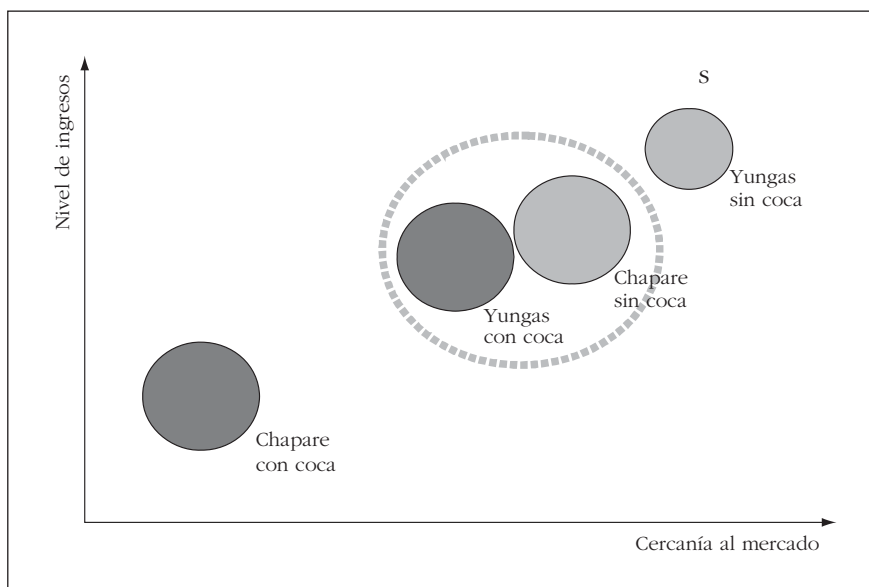 Nivel de ingresos
S
Yungas
sin coca
Chapare
sin coca
Yungas
con coca
Chapare
con coca
Cercanía al mercado